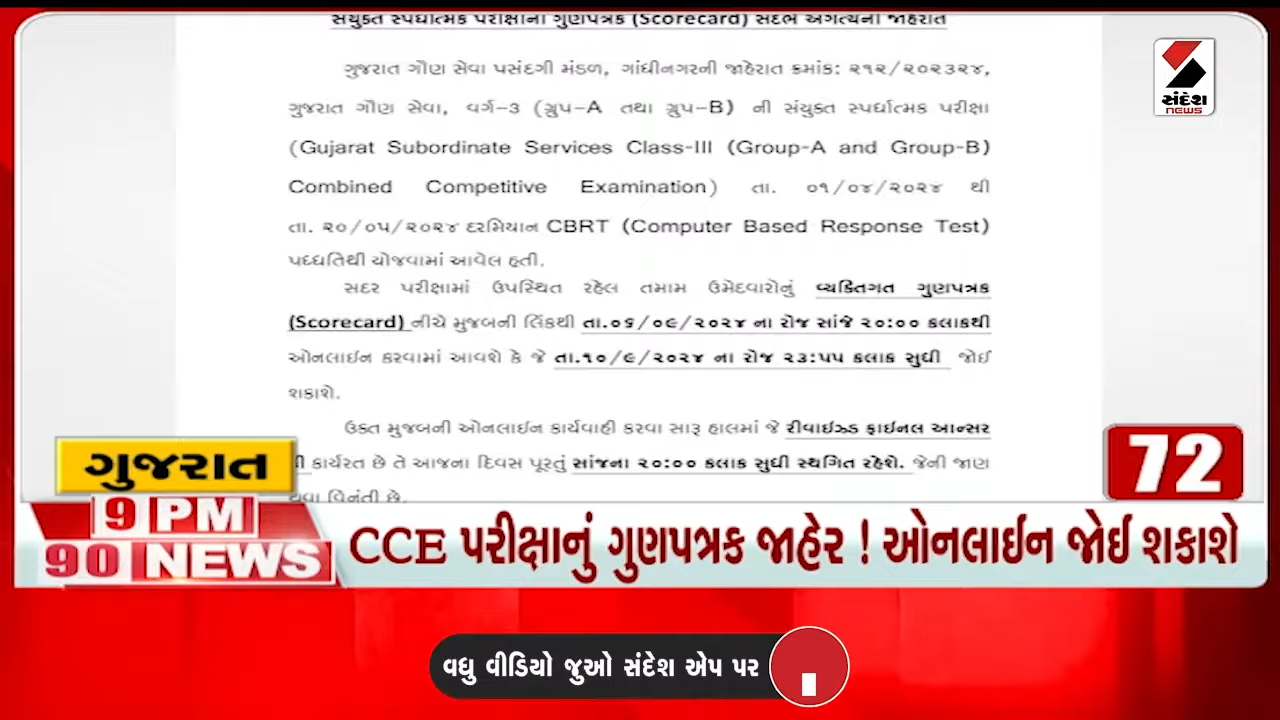 સંયુક્ત સ્પર્ધાત્મક પરીક્ષાના ગુણપત્રક (Scorecard) સંદર્ભે અગત્યની જાહેરાત
ગુજરાત ગૌણ સેવા પસંદગી મંડળ, ગાંધીનગરની જાહેરાત ક્રમાંક: ૨૧૨/૨૦૨૩૨૪,
ગુજરાત ગૌણ સેવા, વર્ગ-૩ (ગ્રુપ-A તથા ગ્રુપ-B) ની સંયુક્ત સ્પર્ધાત્મક પરીક્ષા
(Gujarat Subordinate Services Class-III (Group-A and Group-B)
Combined Competitive Examination) તા. ૦૧/૦૪/૨૦૨૪ થી
તા. ૨૦/૦૫/૨૦૨૪ દરમિયાન CBRT (Computer Based Response Test)
પધ્ધતિથી યોજવામાં આવેલ હતી.
સદર પરીક્ષામાં ઉપસ્થિત રહેલ તમામ ઉમેદવારોનું વ્યક્તિગત ગુણપત્રક
(Scorecard) નીચે મુજબની લિંકથી તા.૦૬/૦૯/૨૦૨૪ ના રોજ સાંજે ૨૦:૦૦ કલાકથી
ઓનલાઈન કરવામાં આવશે કે જે તા.૧૦/૯/૨૦૨૪ ના રોજ ૨૩:૫૫ કલાક સુધી જોઈ
શકાશે.
ઉક્ત મુજબની ઓનલાઈન કાર્યવાહી કરવા સારૂ હાલમાં જે રીવાઈઝ્ડ ફાઈનલ આન્સર
કાર્યરત છે તે આજના દિવસ પૂરતું સાંજના ૨૦:૦૦ કલાક સુધી સ્થગિત રહેશે. જેની જાણ
થવા વિનંતી છે.
સંદેશ
NEWS
ગુજરાત
72
9 PM
90 NEWS
CCE પરીક્ષાનું ગુણપત્રક જાહેર ! ઓનલાઈન જોઈ શકાશે
વધુ વીડિયો જુઓ સંદેશ એપ પર